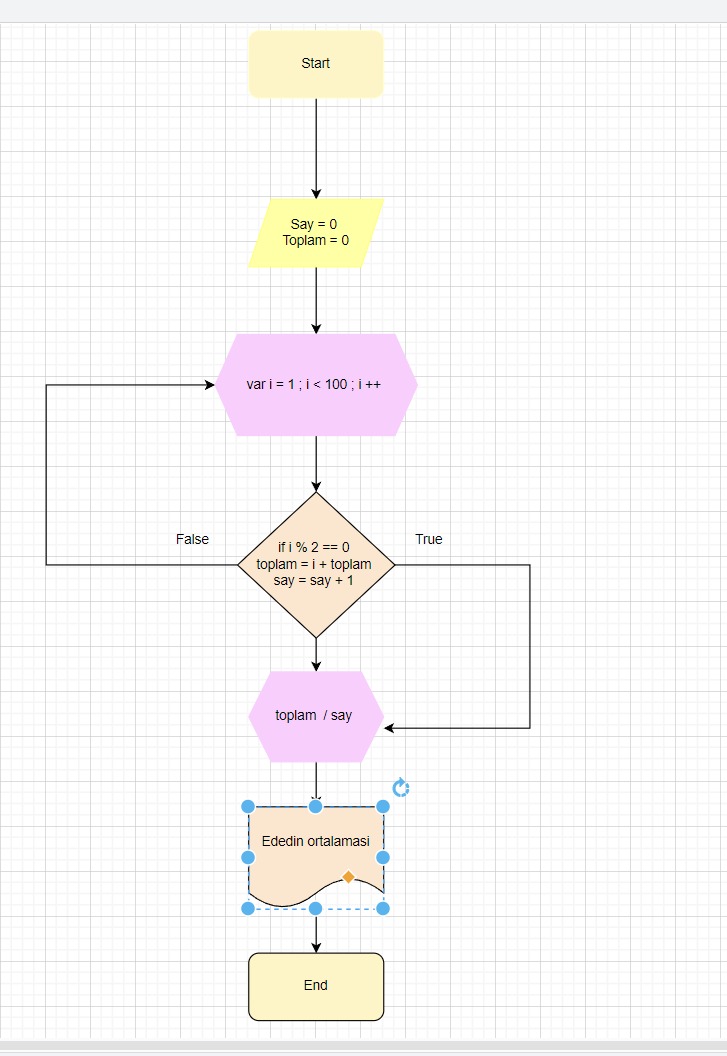 Start
Say = 0
Toplam = 0
var i = 1 ; i < 100 ; i ++
False
True
if i % 2 == 0
toplam = i + toplam
say = say + 1
toplam / say
Ededin ortalamasi
End